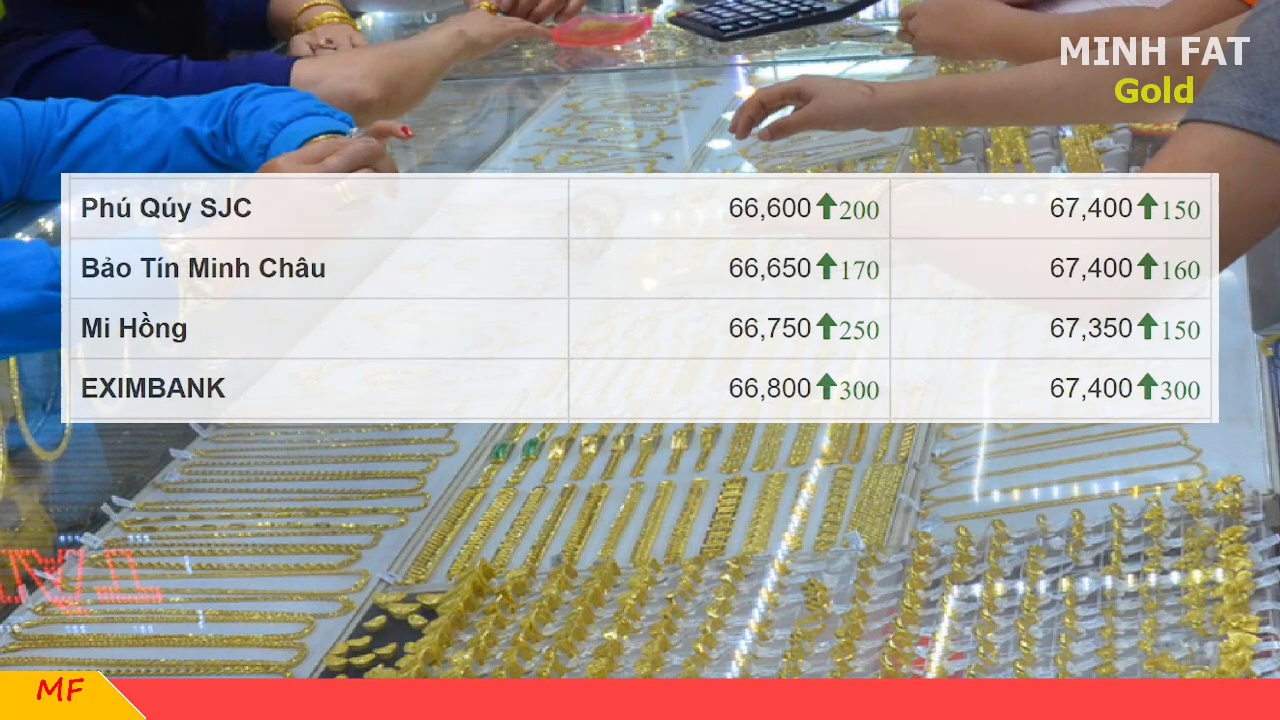 MINH FAT
Gold
Phú Qúy SJC 66,600 200 67,400 150
Bảo Tín Minh Châu 66,650 170 67,400 160
Mi Hồng 66,750 250 67,350 150
EXIMBANK 66,800 300 67,400 300
MF